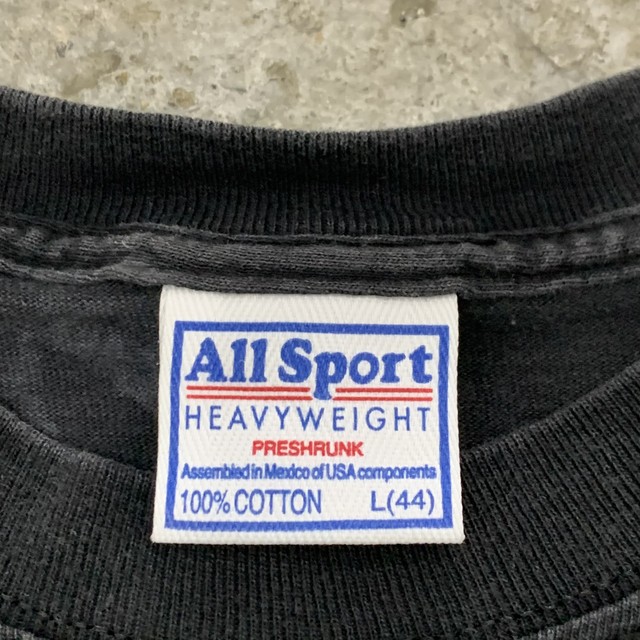 All Sport
HEAVYWEIGHT
PRESHRUNK
Assembled in Mexico of USA components
100% COTTON L(44)